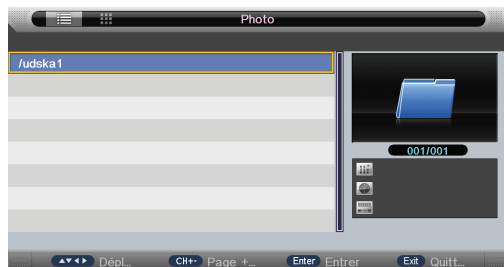 Photo
/udska1
001/001
▲▼◄► Dépl... CH+- Page +... Enter Entrer Exit Quitt...